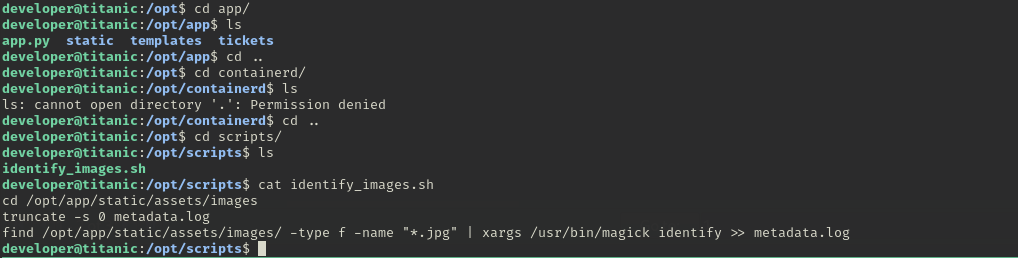 developer@titanic:/opt$ cd app/
developer@titanic:/opt/app$ ls
app.py  static  templates  tickets
developer@titanic:/opt/app$ cd ..
developer@titanic:/opt$ cd containerd/
developer@titanic:/opt/containerd$ ls
ls: cannot open directory '.': Permission denied
developer@titanic:/opt/containerd$ cd ..
developer@titanic:/opt$ cd scripts/
developer@titanic:/opt/scripts$ ls
identify_images.sh
developer@titanic:/opt/scripts$ cat identify_images.sh
cd /opt/app/static/assets/images
truncate -s 0 metadata.log
find /opt/app/static/assets/images/ -type f -name "*.jpg" | xargs /usr/bin/magick identify >> metadata.log
developer@titanic:/opt/scripts$